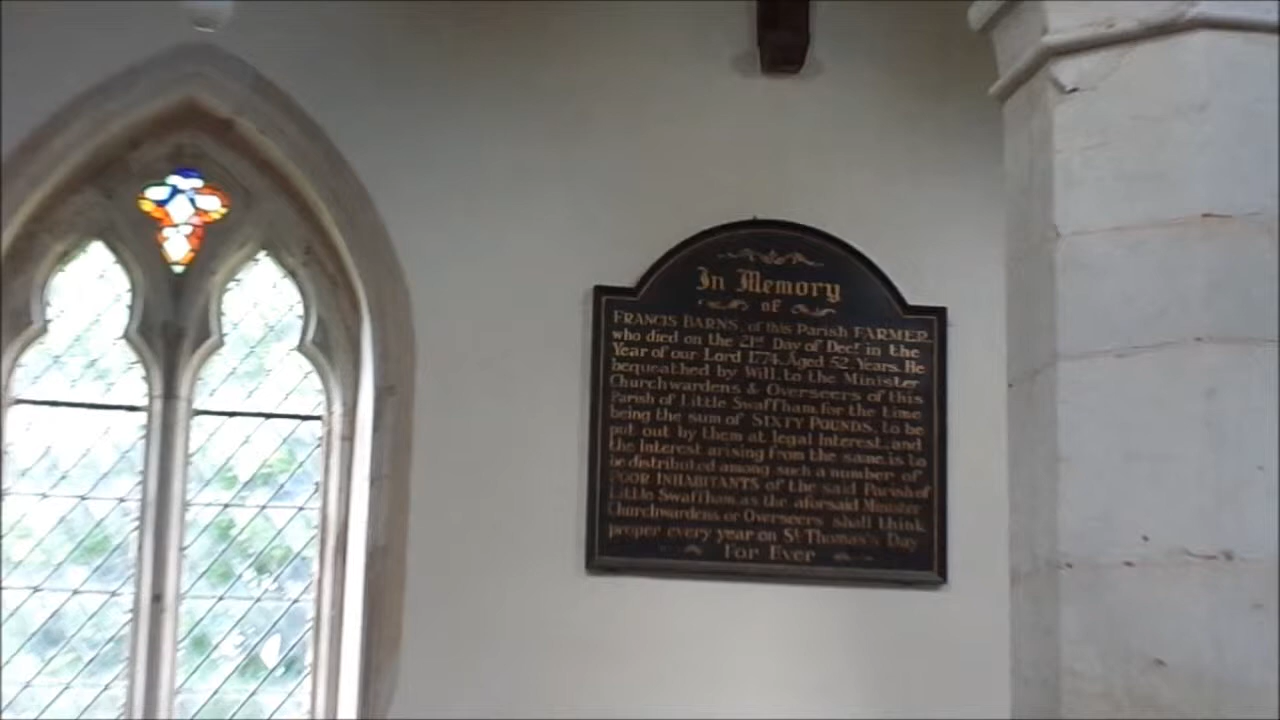 In Memory
OF
FRANCIS BARNS, of this Parish FARMER
who died on the 21st Day of Decr. in the
Year of our Lord 1774. Aged 52 Years. He
bequeathed by Will, to the Minister
Churchwardens & Overseers of this
Parish of Little Swaffham, for the time
being the sum of SIXTY POUNDS, to be
put out by them at legal Interest, and
the Interest arising from the same, is to
be distributed among such a number of
POOR INHABITANTS of the said Parish of
Little Swaffham, as the aforsaid Minister
Churchwardens or Overseers shall think
proper every year on St. Thomas's Day
For Ever